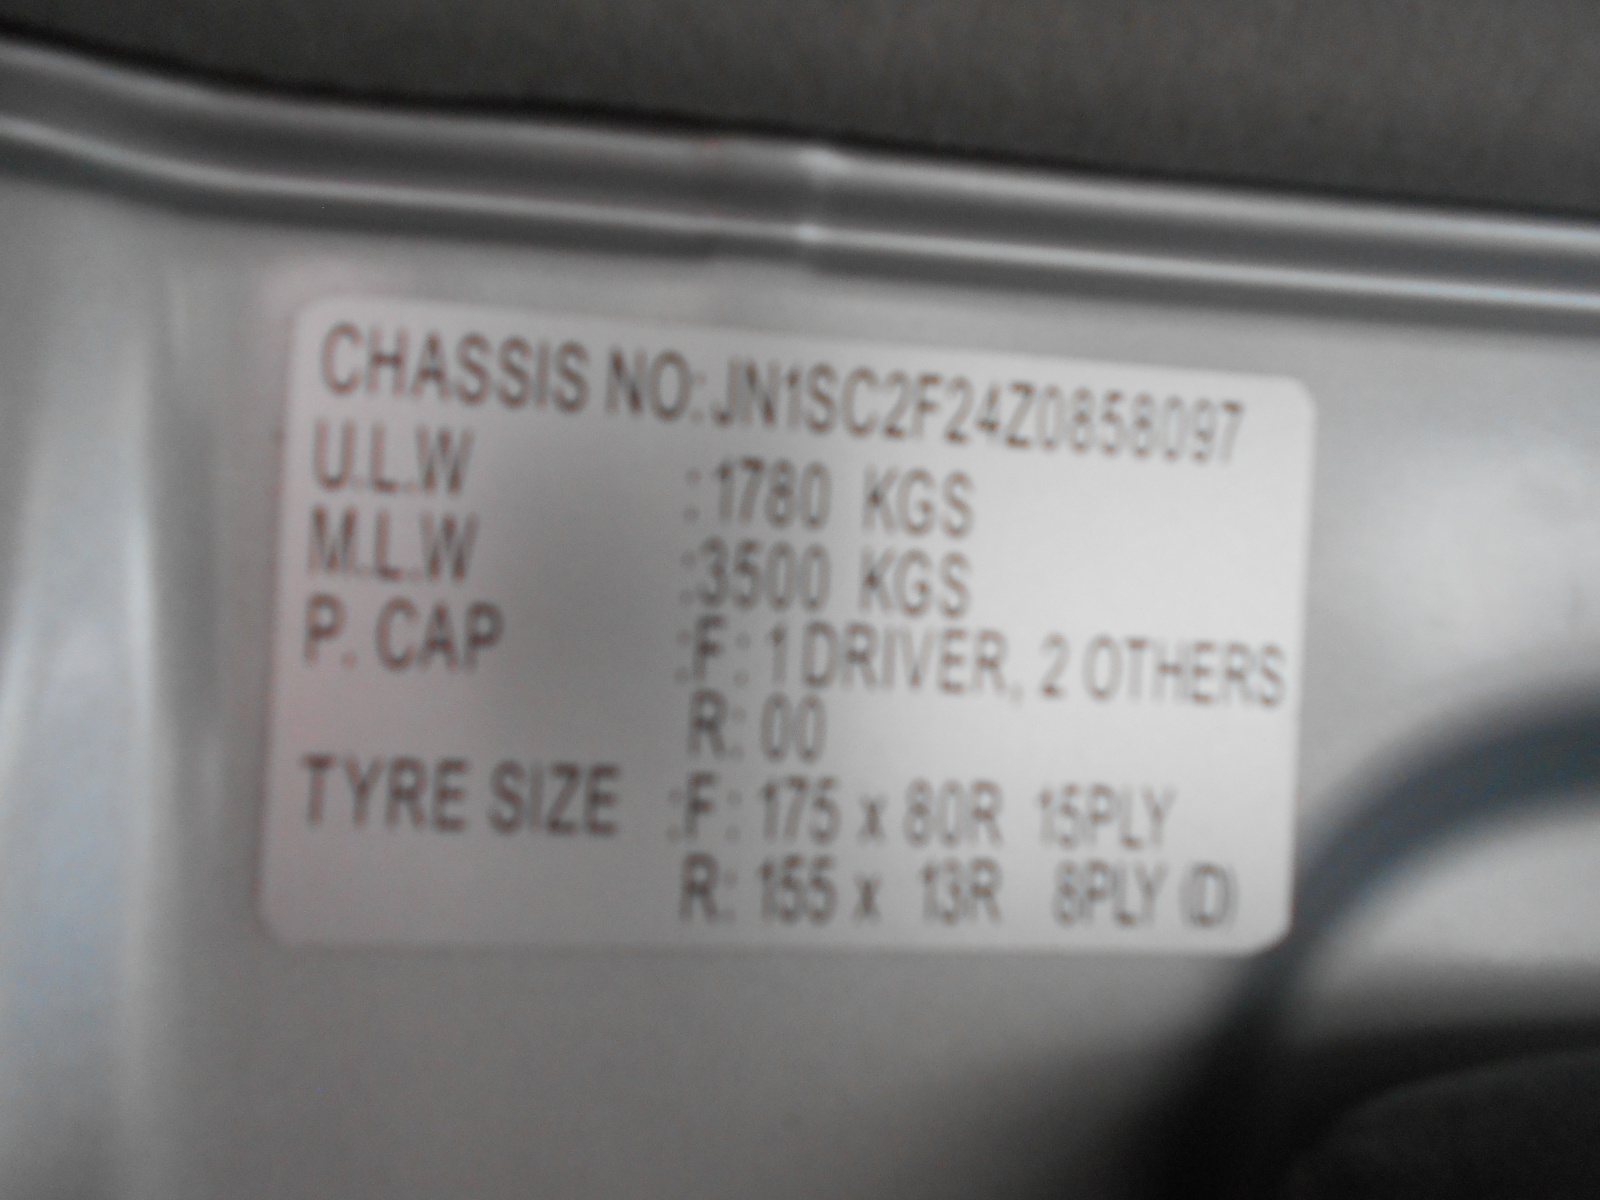 CHASSIS NO:JN1SC2F24Z0858097
U.L.W :1780 KGS
M.L.W :3500 KGS
P. CAP :F: 1 DRIVER, 2 OTHERS
R: 00
TYRE SIZE :F: 175 x 80R 15PLY
R: 155 x 13R 8PLY (D)